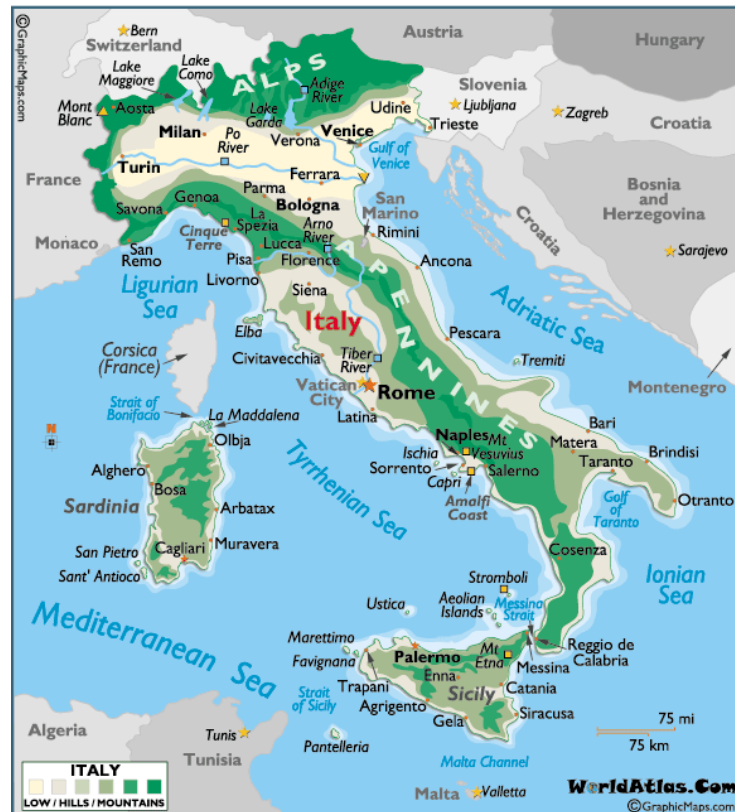 ©GraphicMaps.com
Bern
Switzerland
Austria
Hungary
Lake
Maggiore
Lake
Como
ALPS
Adige
River
Slovenia
Ljubljana
Zagreb
Croatia
Mont
Blanc
Aosta
Lake
Garda
Udine
Trieste
Milan
Po
River
Verona
Venice
Gulf of
Venice
Turin
France
Ferrara
Parma
Bologna
San
Marino
Bosnia
and
Herzegovina
Genoa
Savona
La
Spezia
Arno
River
Rimini
Croatia
Sarajevo
Cinque
Terre
Monaco
San
Remo
Lucca
Pisa
Florence
Ancona
Livorno
APENNINES
Ligurian
Sea
Siena
Adriatic Sea
Italy
Elba
Pescara
Corsica
(France)
Civitavecchia
Tiber
River
Tremiti
Montenegro
Vatican
City
Rome
Strait of
Bonifacio
La Maddalena
Latina
N
Olbja
Naples
Mt
Vesuvius
Bari
Matera
Brindisi
Ischia
Sorrento
Salerno
Taranto
Capri
Amalfi
Coast
Alghero
Bosa
Tyrrhenian Sea
Gulf
of Taranto
Otranto
Sardinia
Arbatax
San Pietro
Cagliari
Muravera
Cosenza
Sant' Antioco
Stromboli
Ionian
Sea
Aeolian
Islands
Messina
Strait
Ustica
Mediterranean Sea
Marettimo
Favignana
Palermo
Mt
Etna
Reggio de
Calabria
Messina
Trapani
Enna
Sicily
Catania
Strait
of Sicily
Agrigento
Gela
Siracusa
75 mi
75 km
Algeria
Tunis
Tunisia
Pantelleria
Malta Channel
Malta
Valletta
ITALY
LOW / HILLS / MOUNTAINS
WorldAtlas.Com
©GraphicMaps.com